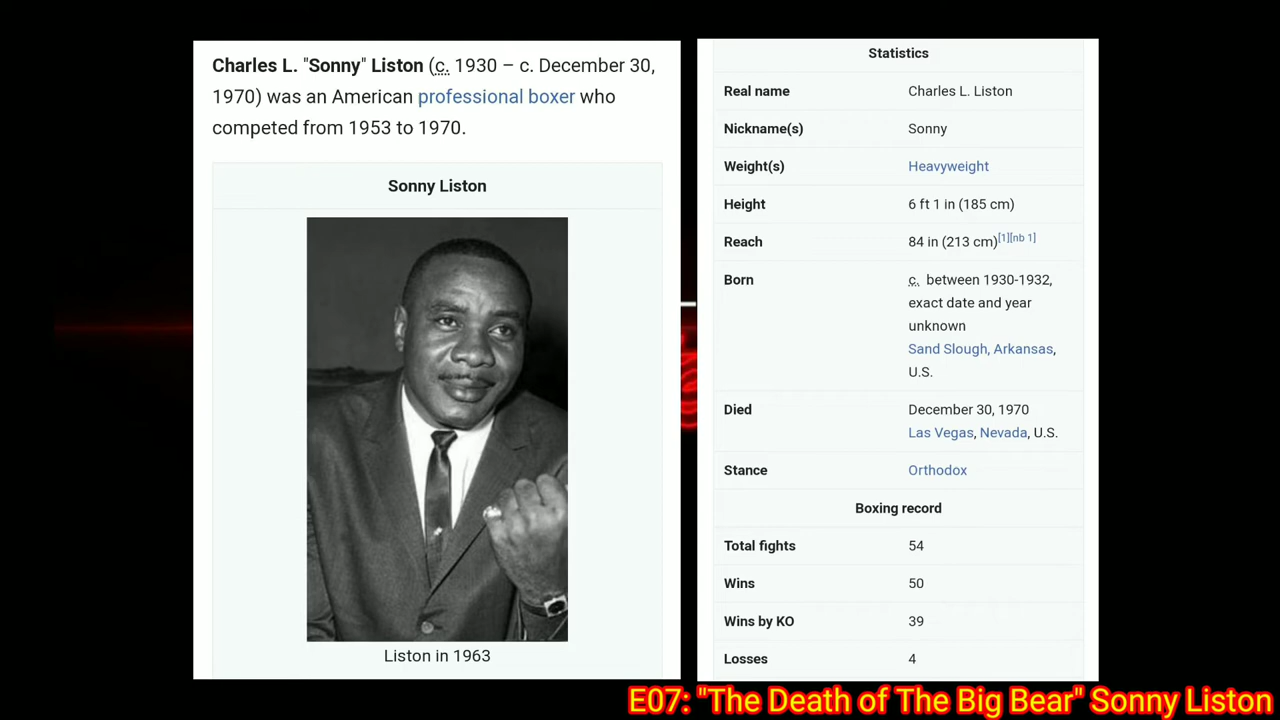 Charles L. "Sonny" Liston (c. 1930 – c. December 30,
1970) was an American professional boxer who
competed from 1953 to 1970.
Sonny Liston
Liston in 1963
Statistics
Real name Charles L. Liston
Nickname(s) Sonny
Weight(s) Heavyweight
Height 6 ft 1 in (185 cm)
Reach 84 in (213 cm)[1][nb 1]
Born c. between 1930-1932,
exact date and year
unknown
Sand Slough, Arkansas,
U.S.
Died December 30, 1970
Las Vegas, Nevada, U.S.
Stance Orthodox
Boxing record
Total fights 54
Wins 50
Wins by KO 39
Losses 4
E07: "The Death of The Big Bear" Sonny Liston